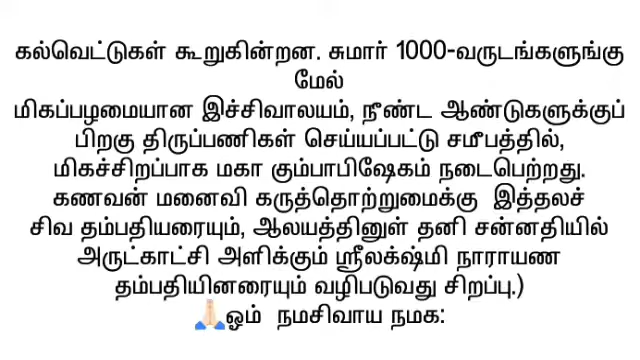 கல்வெட்டுகள் கூறுகின்றன. சுமார் 1000-வருடங்களுங்கு
மேல்
மிகப்பழமையான இச்சிவாலயம், நீண்ட ஆண்டுகளுக்குப்
பிறகு திருப்பணிகள் செய்யப்பட்டு சமீபத்தில்,
மிகச்சிறப்பாக மகா கும்பாபிஷேகம் நடைபெற்றது.
கணவன் மனைவி கருத்தொற்றுமைக்கு இத்தலச்
சிவ தம்பதியரையும், ஆலயத்தினுள் தனி சன்னதியில்
அருட்காட்சி அளிக்கும் ஸ்ரீலக்ஷ்மி நாராயண
தம்பதியினரையும் வழிபடுவது சிறப்பு.)
🙏🏻ஓம் நமசிவாய நமக: